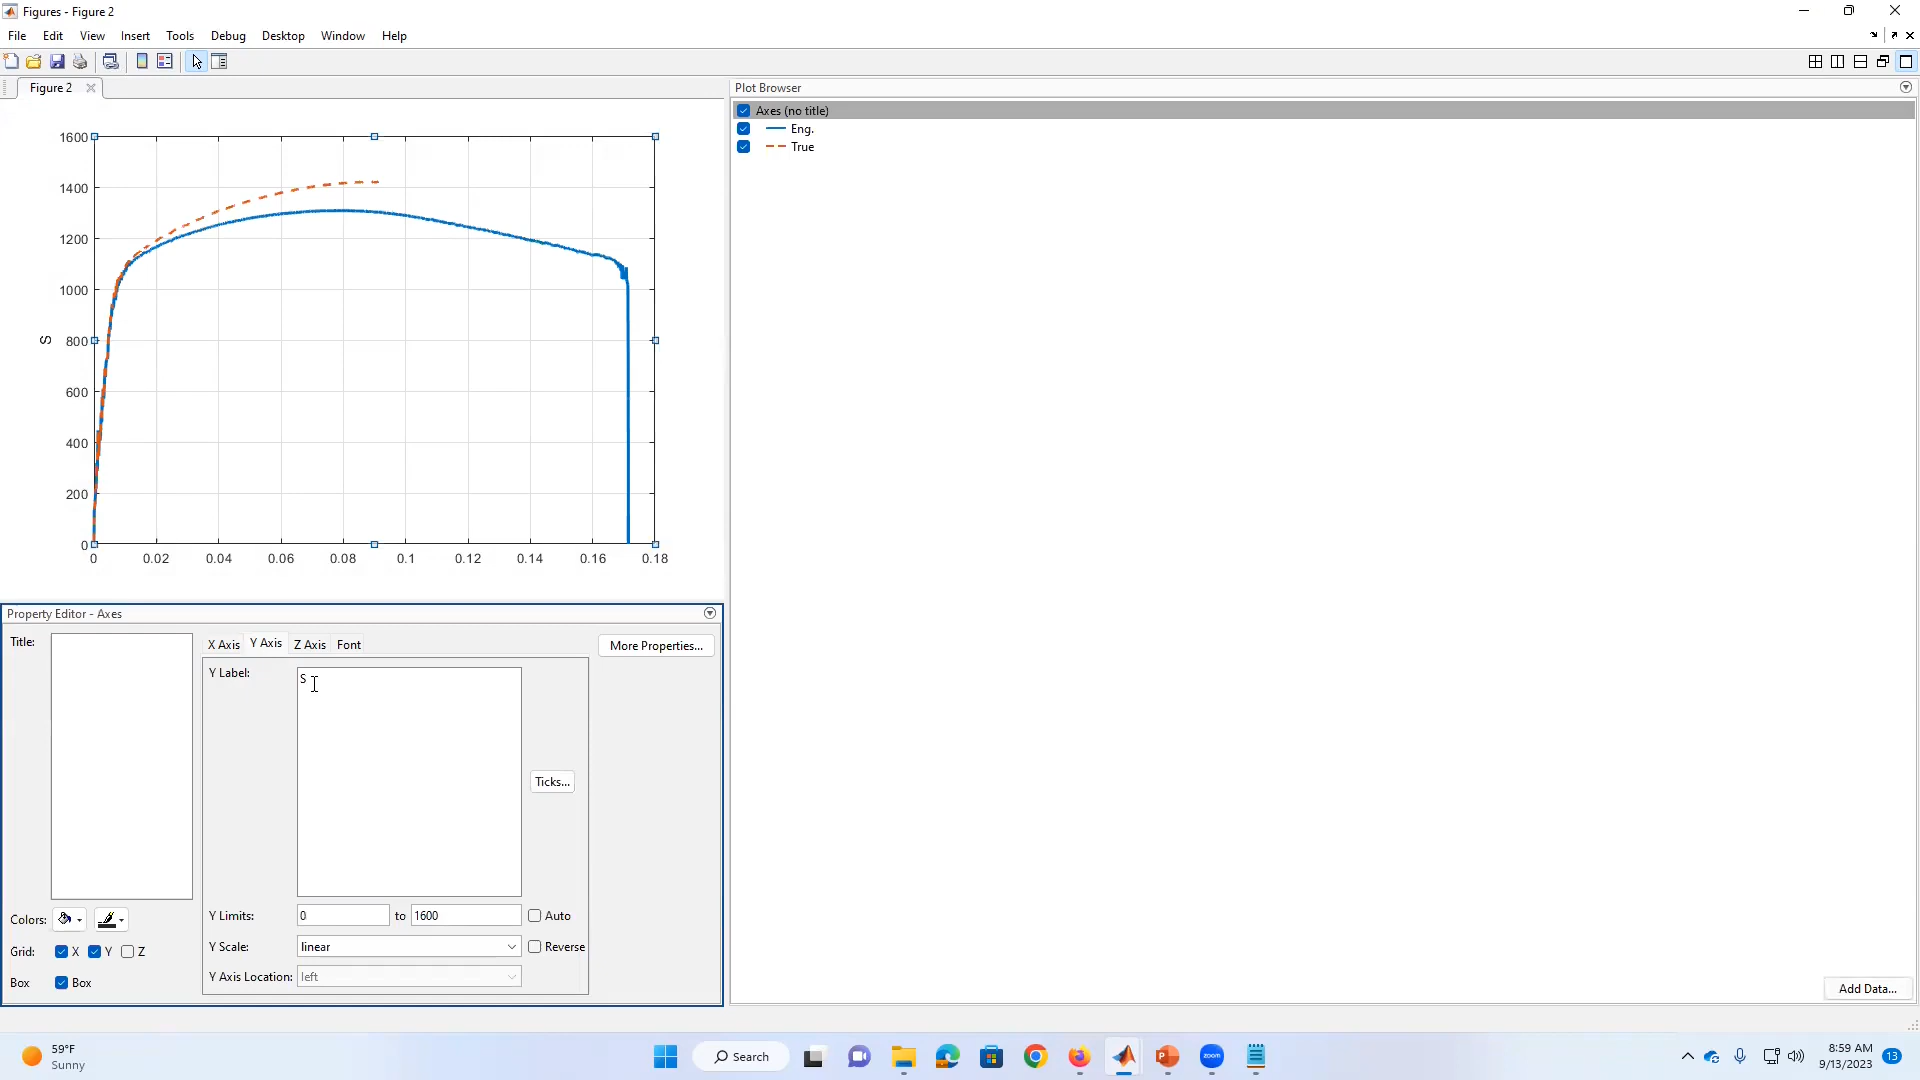 Figures - Figure 2
File Edit View Insert Tools Debug Desktop Window Help
Figure 2
Plot Browser
Axes (no title)
Eng.
True
1600
1400
1200
1000
800
600
400
200
0
S
0 0.02 0.04 0.06 0.08 0.1 0.12 0.14 0.16 0.18
Property Editor - Axes
Title:
X Axis Y Axis Z Axis Font
More Properties...
Y Label:
S
Ticks...
Y Limits: 0 to 1600 Auto
Y Scale: linear Reverse
Y Axis Location: left
Colors:
Grid: X Y Z
Box Box
Add Data...
59°F
Sunny
Search
zoom
8:59 AM
9/13/2023
13